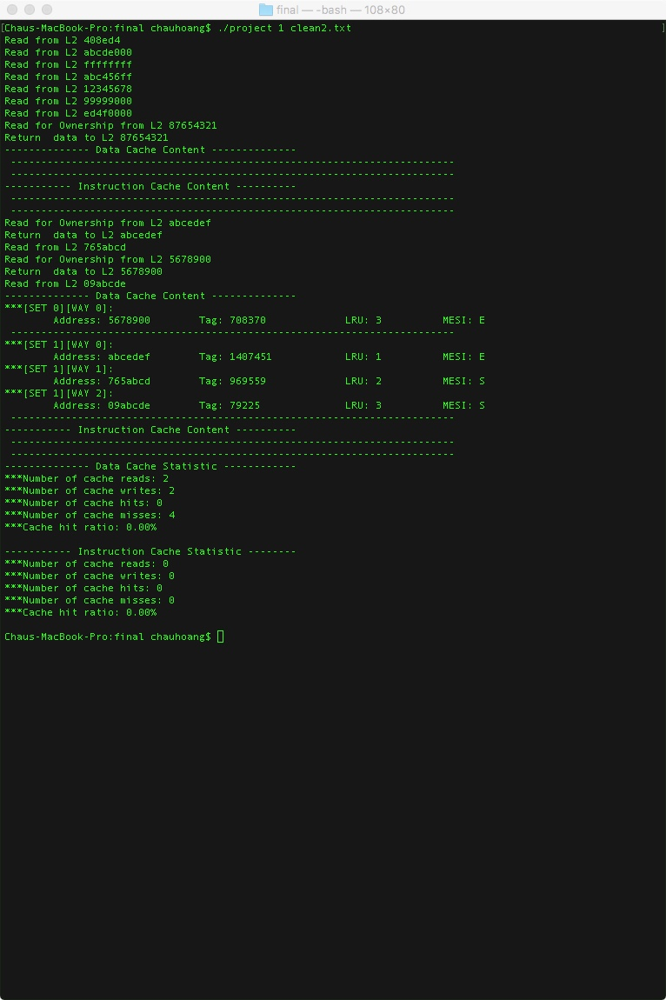 final — -bash — 108×80
[Chaus-MacBook-Pro:final chauhoang$ ./project 1 clean2.txt ]
Read from L2 408ed4
Read from L2 abcde000
Read from L2 ffffffff
Read from L2 abc456ff
Read from L2 12345678
Read from L2 99999000
Read from L2 ed4f0000
Read for Ownership from L2 87654321
Return  data to L2 87654321
-------------- Data Cache Content --------------
 -------------------------------------------------------------------------
 -------------------------------------------------------------------------
----------- Instruction Cache Content ----------
 -------------------------------------------------------------------------
 -------------------------------------------------------------------------
Read for Ownership from L2 abcedef
Return  data to L2 abcedef
Read from L2 765abcd
Read for Ownership from L2 5678900
Return  data to L2 5678900
Read from L2 09abcde
-------------- Data Cache Content --------------
***[SET 0][WAY 0]:
        Address: 5678900        Tag: 708370             LRU: 3          MESI: E
 -------------------------------------------------------------------------
***[SET 1][WAY 0]:
        Address: abcedef        Tag: 1407451            LRU: 1          MESI: E
***[SET 1][WAY 1]:
        Address: 765abcd        Tag: 969559             LRU: 2          MESI: S
***[SET 1][WAY 2]:
        Address: 09abcde        Tag: 79225              LRU: 3          MESI: S
 -------------------------------------------------------------------------
----------- Instruction Cache Content ----------
 -------------------------------------------------------------------------
 -------------------------------------------------------------------------
-------------- Data Cache Statistic ------------
***Number of cache reads: 2
***Number of cache writes: 2
***Number of cache hits: 0
***Number of cache misses: 4
***Cache hit ratio: 0.00%
----------- Instruction Cache Statistic --------
***Number of cache reads: 0
***Number of cache writes: 0
***Number of cache hits: 0
***Number of cache misses: 0
***Cache hit ratio: 0.00%
Chaus-MacBook-Pro:final chauhoang$